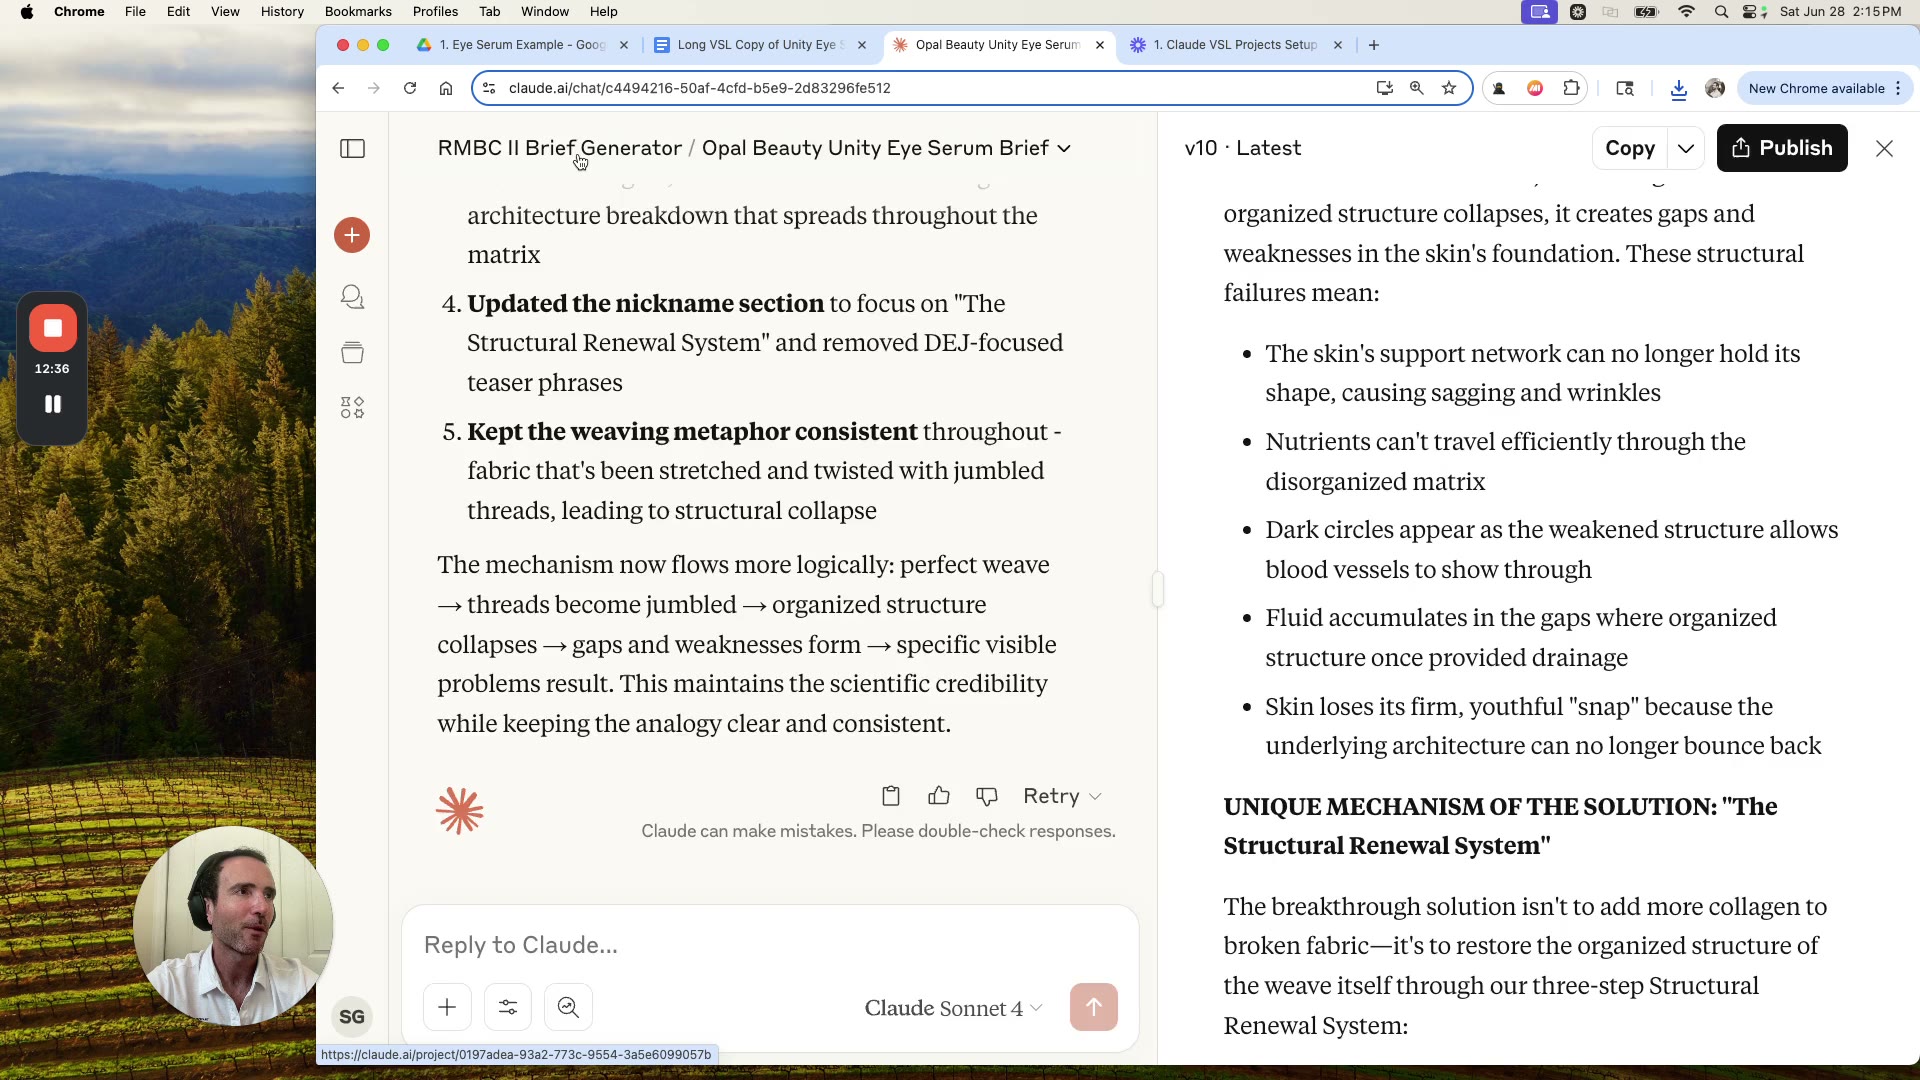 Chrome File Edit View History Bookmarks Profiles Tab Window Help
Sat Jun 28 2:15 PM
1. Eye Serum Example - Goog
Long VSL Copy of Unity Eye S
Opal Beauty Unity Eye Serum
1. Claude VSL Projects Setup
claude.ai/chat/c4494216-50af-4cfd-b5e9-2d83296fe512
New Chrome available
RMBC II Brief Generator / Opal Beauty Unity Eye Serum Brief
architecture breakdown that spreads throughout the
matrix
4. Updated the nickname section to focus on "The
Structural Renewal System" and removed DEJ-focused
teaser phrases
5. Kept the weaving metaphor consistent throughout -
fabric that's been stretched and twisted with jumbled
threads, leading to structural collapse
The mechanism now flows more logically: perfect weave
→ threads become jumbled → organized structure
collapses → gaps and weaknesses form → specific visible
problems result. This maintains the scientific credibility
while keeping the analogy clear and consistent.
Retry
Claude can make mistakes. Please double-check responses.
Reply to Claude...
Claude Sonnet 4
SG
https://claude.ai/project/0197adea-93a2-773c-9554-3a5e6099057b
12:36
v10 · Latest
Copy
Publish
organized structure collapses, it creates gaps and
weaknesses in the skin's foundation. These structural
failures mean:
• The skin's support network can no longer hold its
shape, causing sagging and wrinkles
• Nutrients can't travel efficiently through the
disorganized matrix
• Dark circles appear as the weakened structure allows
blood vessels to show through
• Fluid accumulates in the gaps where organized
structure once provided drainage
• Skin loses its firm, youthful "snap" because the
underlying architecture can no longer bounce back
UNIQUE MECHANISM OF THE SOLUTION: "The
Structural Renewal System"
The breakthrough solution isn't to add more collagen to
broken fabric—it's to restore the organized structure of
the weave itself through our three-step Structural
Renewal System: